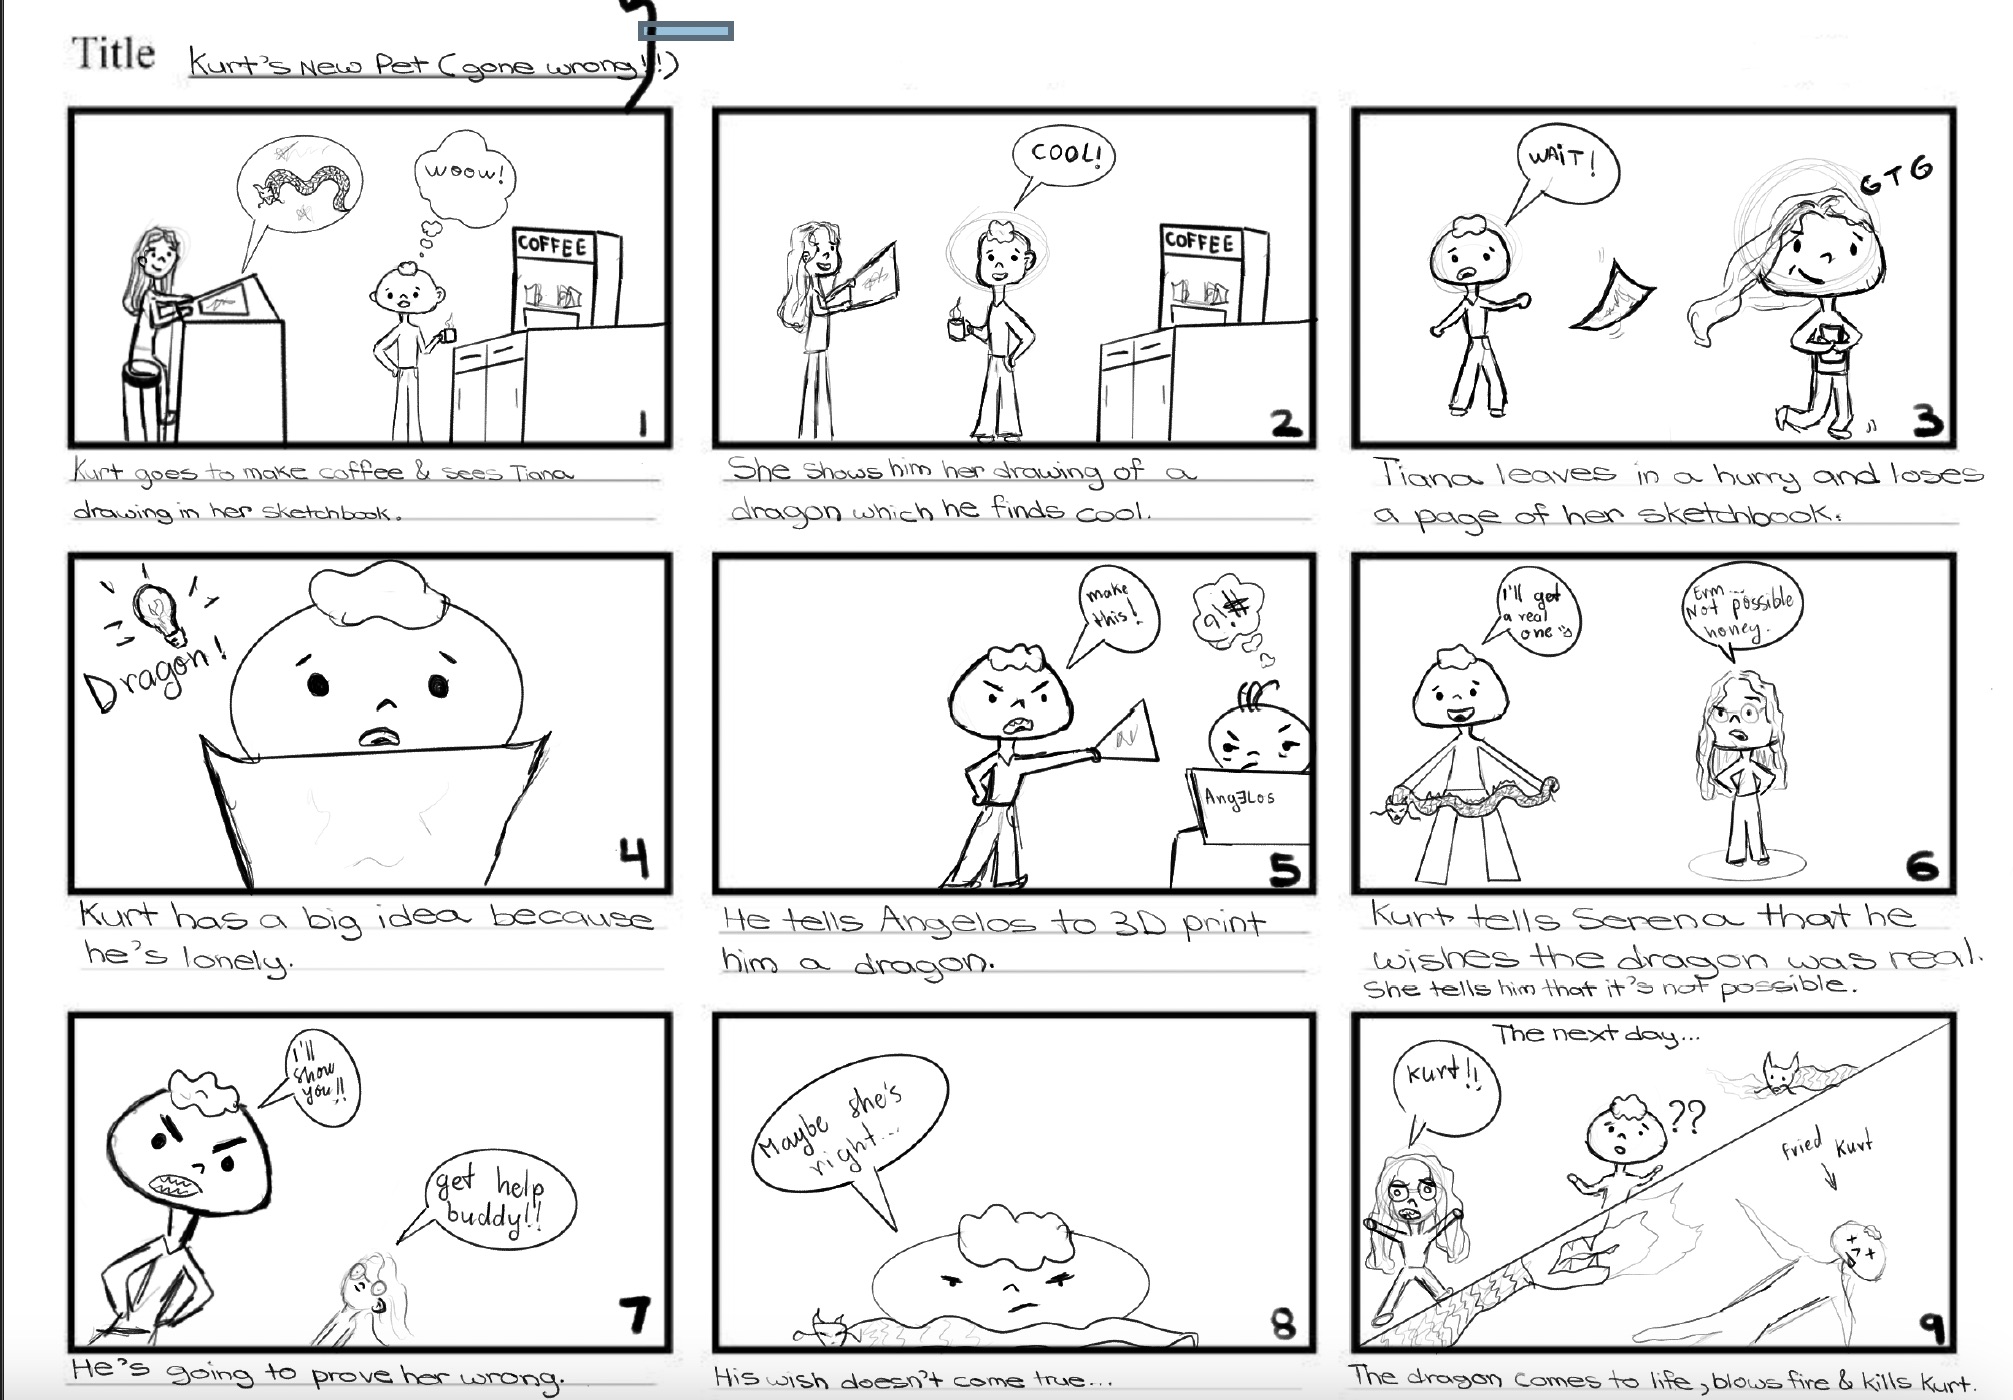 Title Kurt's New Pet (gone wrong!!)
woow!
COFFEE
1
Kurt goes to make coffee & sees Tiana
drawing in her sketchbook.
COOL!
COFFEE
2
She shows him her drawing of a
dragon which he finds cool.
WAiT!
GTG
3
Tiana leaves in a hurry and loses
a page of her sketchbook.
Dragon!
4
Kurt has a big idea because
he's lonely.
make
this!
a!#
AngƎLos
5
He tells Angelos to 3D print
him a dragon.
I'll get
a real
one
Erm...
Not possible
honey.
6
Kurt tells Serena that he
wishes the dragon was real.
She tells him that it's not possible.
I'll
show
you!!
get help
buddy!!
7
He's going to prove her wrong.
Maybe she's
right...
8
His wish doesn't come true...
The next day...
Kurt!!
??
Fried Kurt
9
The dragon comes to life, blows fire & kills Kurt.